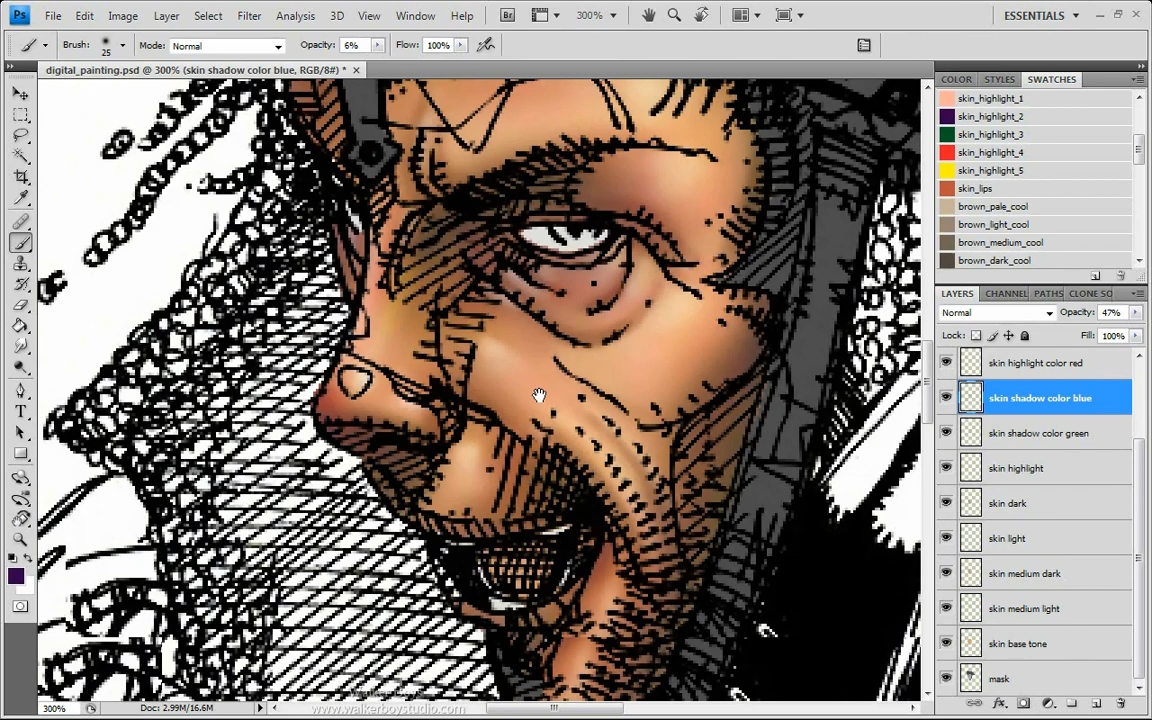 Ps File Edit Image Layer Select Filter Analysis 3D View Window Help Br 300% ESSENTIALS
Brush: 25 Mode: Normal Opacity: 6% Flow: 100%
digital_painting.psd @ 300% (skin shadow color blue, RGB/8#) *
COLOR STYLES SWATCHES
skin_highlight_1
skin_highlight_2
skin_highlight_3
skin_highlight_4
skin_highlight_5
skin_lips
brown_pale_cool
brown_light_cool
brown_medium_cool
brown_dark_cool
LAYERS CHANNEL PATHS CLONE SO
Normal Opacity: 47%
Lock: Fill: 100%
skin highlight color red
skin shadow color blue
skin shadow color green
skin highlight
skin dark
skin light
skin medium dark
skin medium light
skin base tone
mask
fx
300% Doc: 2.99M/16.6M
www.walkerboystudio.com